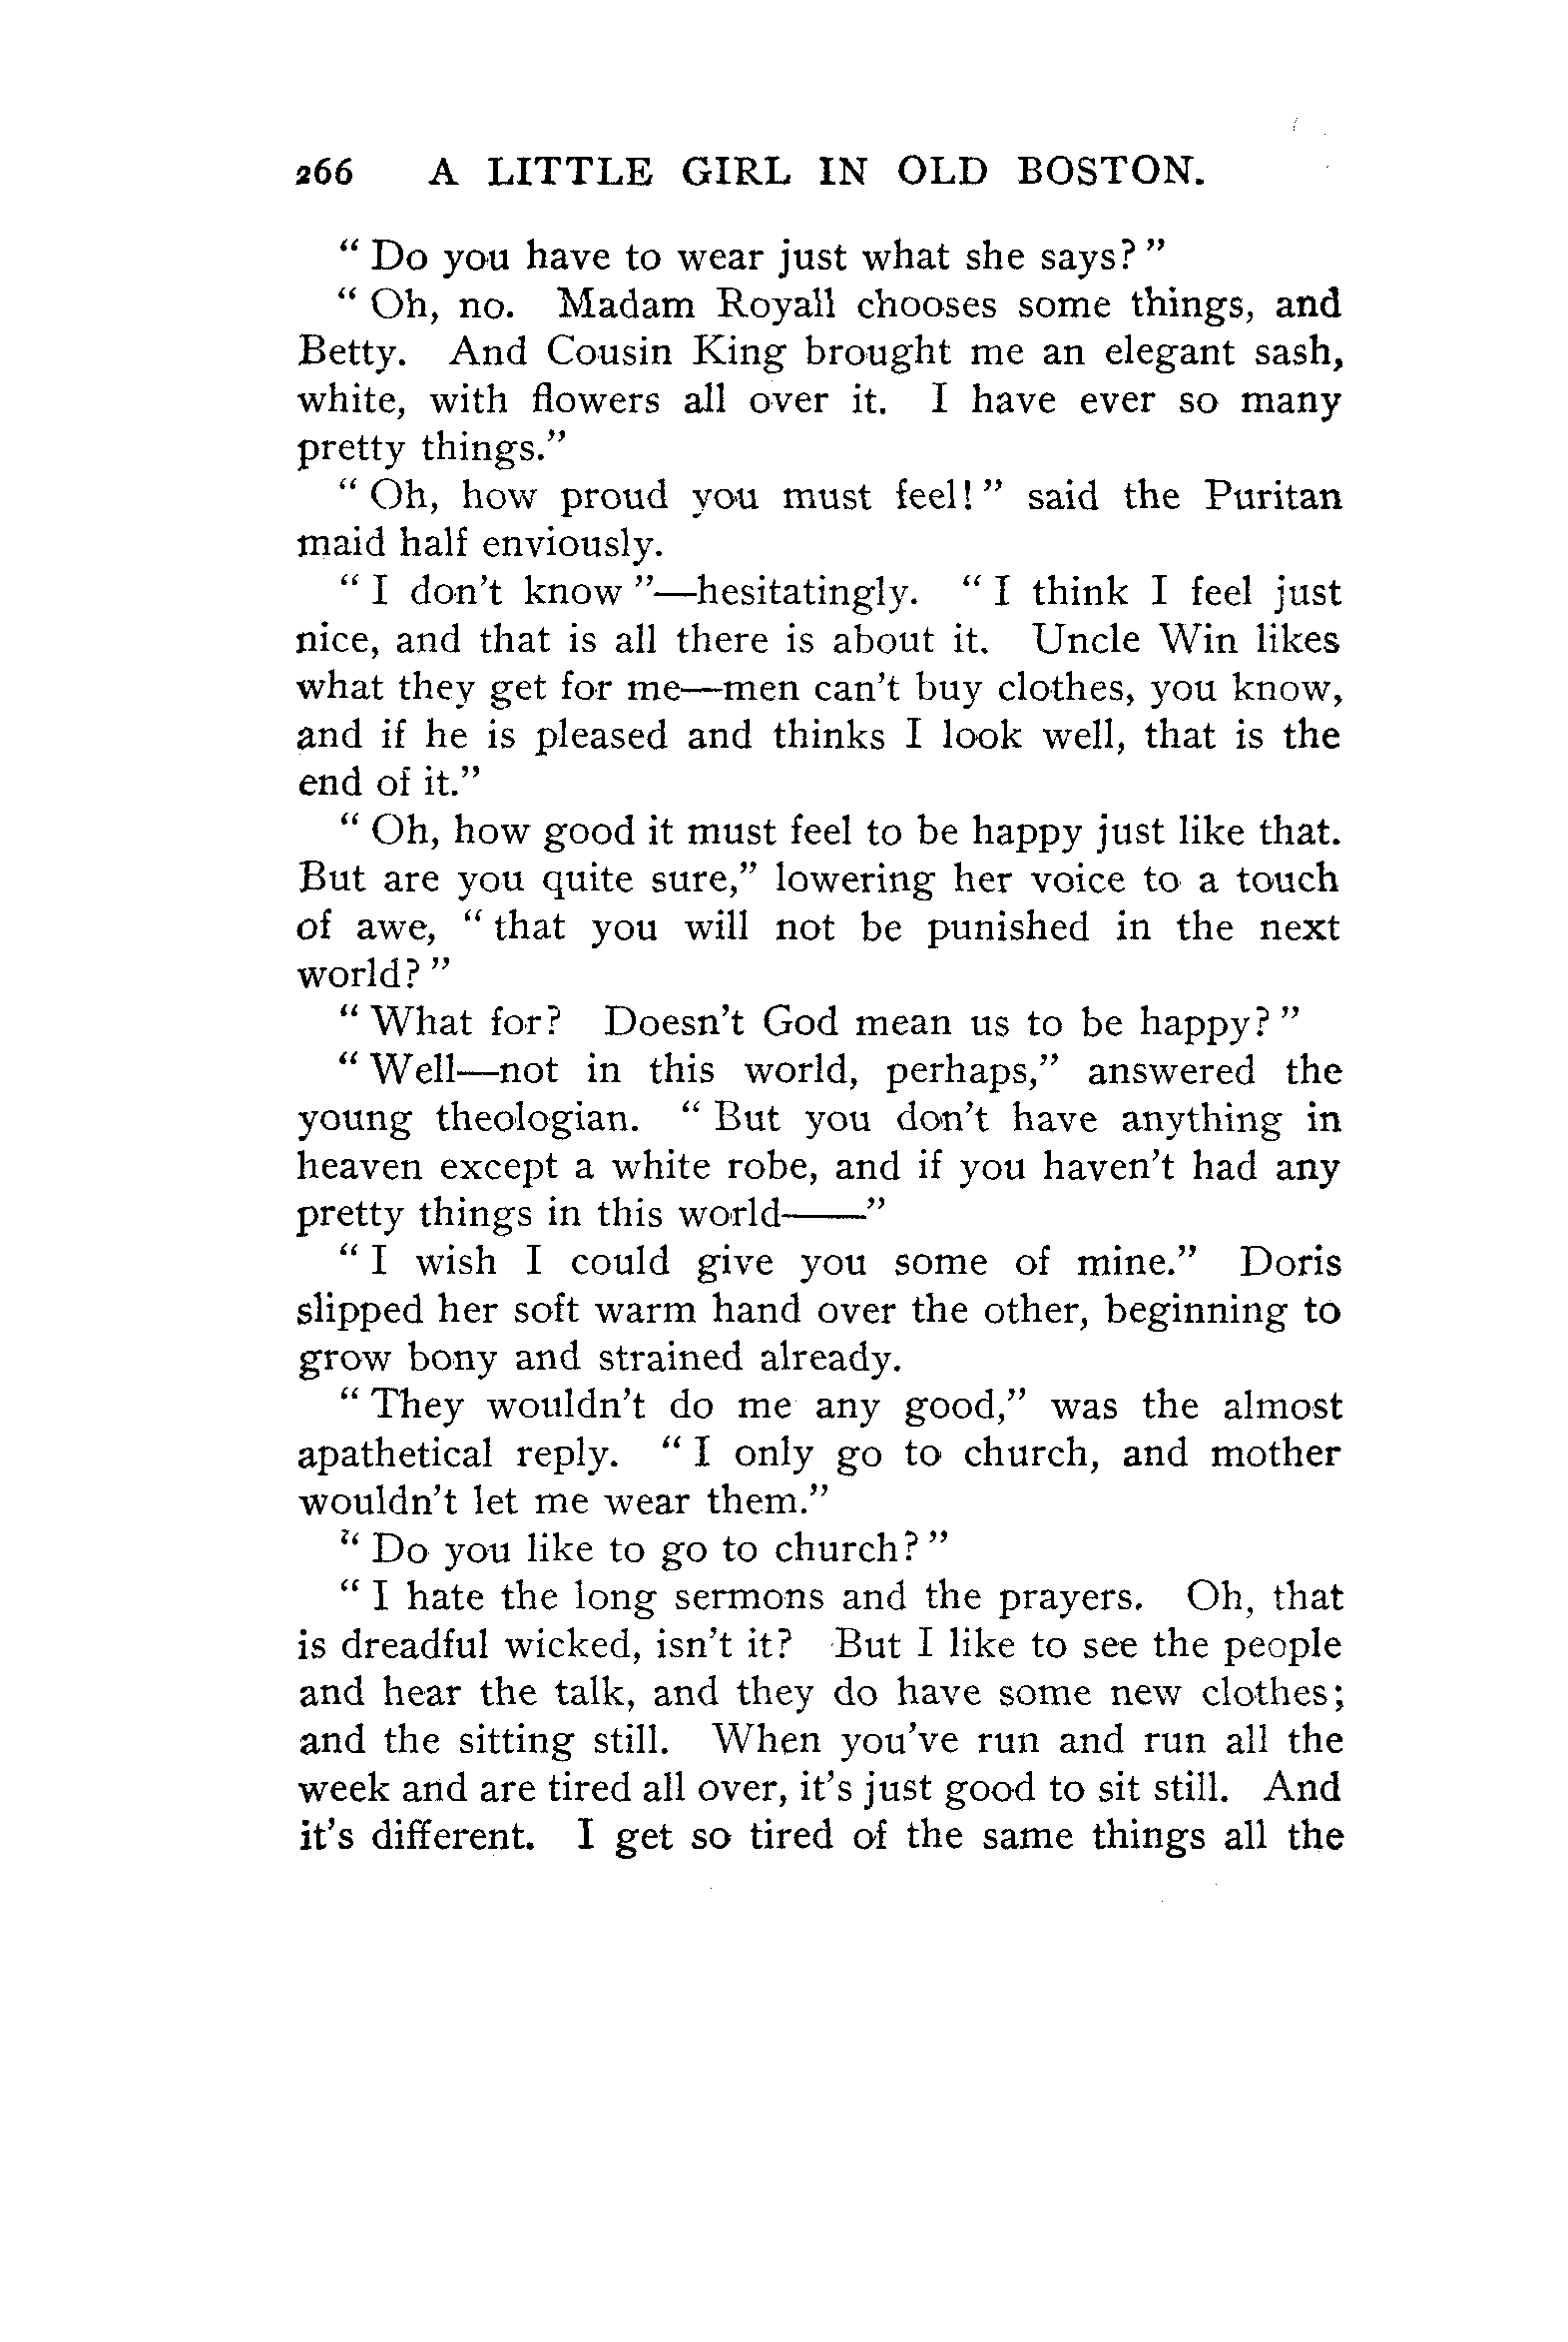 266 A LITTLE GIRL IN OLD BOSTON.
“ Do you have to wear just what she says? ”
“ Oh, no. Madam Royall chooses some things, and
Betty. And Cousin King brought me an elegant sash,
white, with flowers all over it. I have ever so many
pretty things.”
“ Oh, how proud you must feel! ” said the Puritan
maid half enviously.
“ I don't know ”—hesitatingly. “ I think I feel just
nice, and that is all there is about it. Uncle Win likes
what they get for me—men can't buy clothes, you know,
and if he is pleased and thinks I look well, that is the
end of it.”
“ Oh, how good it must feel to be happy just like that.
But are you quite sure,” lowering her voice to a touch
of awe, “ that you will not be punished in the next
world? ”
“ What for? Doesn't God mean us to be happy? ”
“ Well—not in this world, perhaps,” answered the
young theologian. “ But you don't have anything in
heaven except a white robe, and if you haven't had any
pretty things in this world——”
“ I wish I could give you some of mine.” Doris
slipped her soft warm hand over the other, beginning to
grow bony and strained already.
“ They wouldn't do me any good,” was the almost
apathetical reply. “ I only go to church, and mother
wouldn't let me wear them.”
“ Do you like to go to church? ”
“ I hate the long sermons and the prayers. Oh, that
is dreadful wicked, isn't it? But I like to see the people
and hear the talk, and they do have some new clothes;
and the sitting still. When you've run and run all the
week and are tired all over, it's just good to sit still. And
it's different. I get so tired of the same things all the